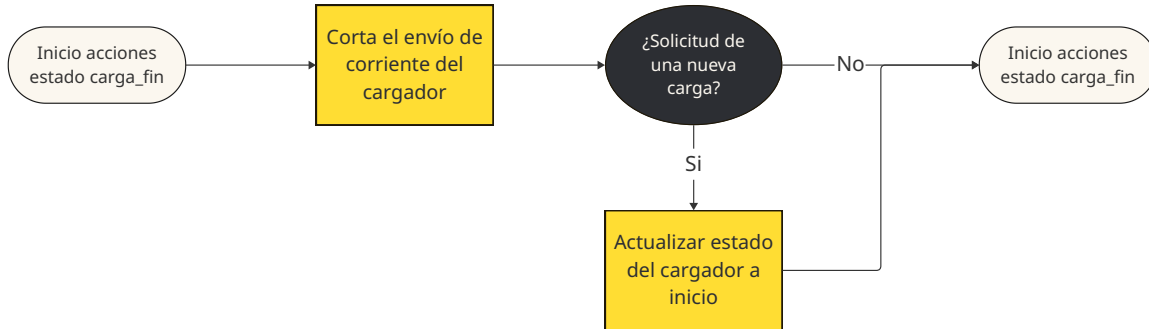 Inicio acciones
estado carga_fin
Corta el envío de
corriente del
cargador
¿Solicitud de
una nueva
carga?
No
Inicio acciones
estado carga_fin
Si
Actualizar estado
del cargador a
inicio